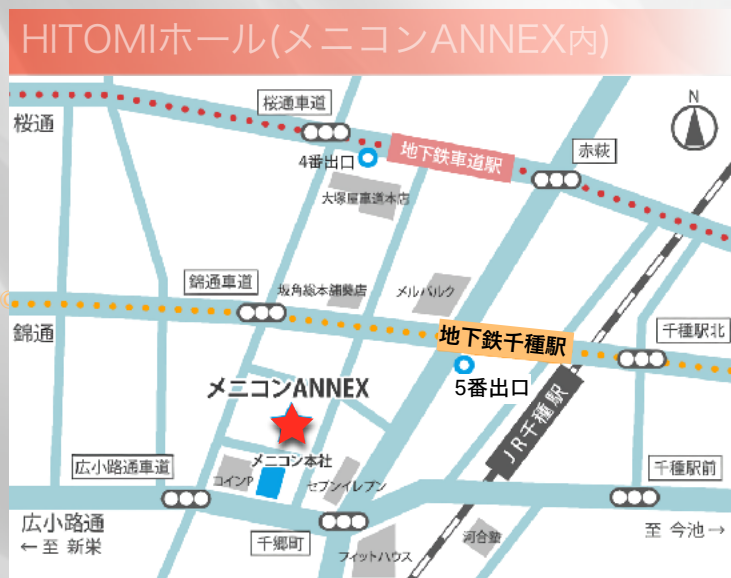 HITOMIホール(メニコンANNEX内)
桜通車道
N
桜通
4番出口
地下鉄車道駅
赤萩
大塚屋車道本店
錦通車道
坂角総本舗葵店
メルパルク
錦通
地下鉄千種駅
千種駅北
5番出口
メニコンANNEX
JR千種駅
広小路通車道
メニコン本社
コインP
セブンイレブン
千種駅前
広小路通
←至 新栄
千郷町
フィットハウス
河合塾
至 今池→